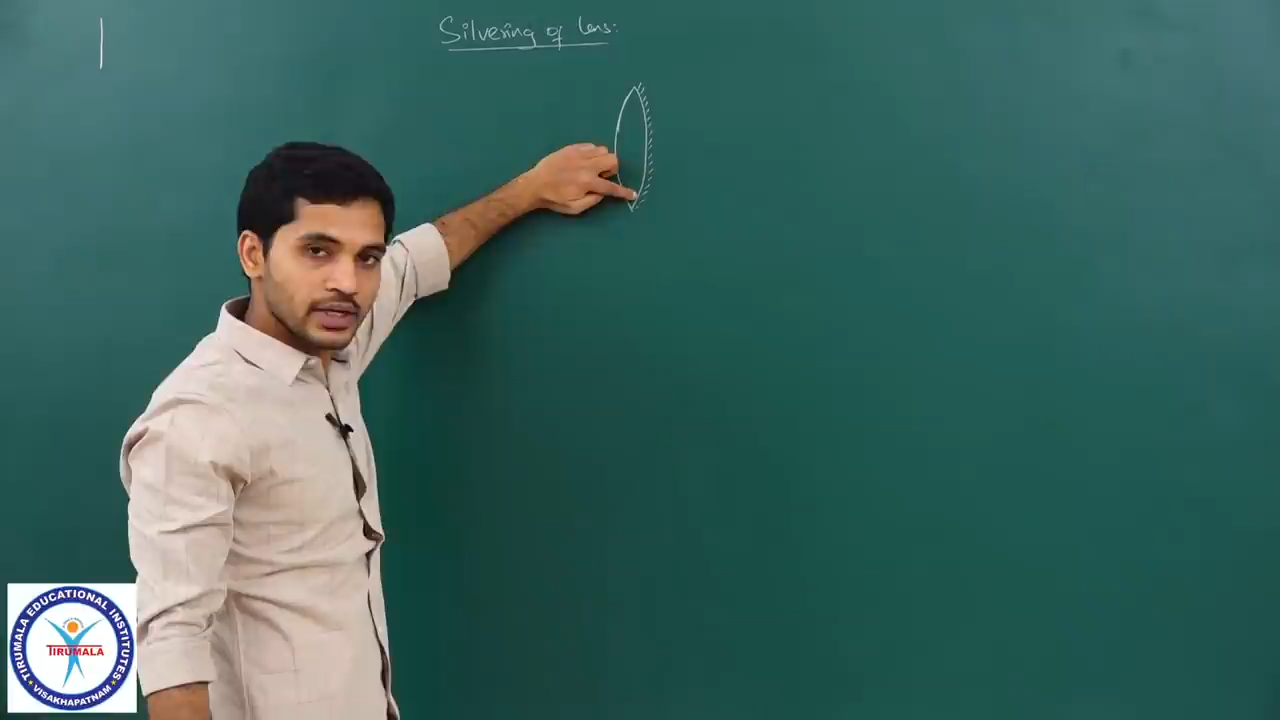 Silvering of lens:
TIRUMALA EDUCATIONAL INSTITUTES
TIRUMALA
VISAKHAPATNAM